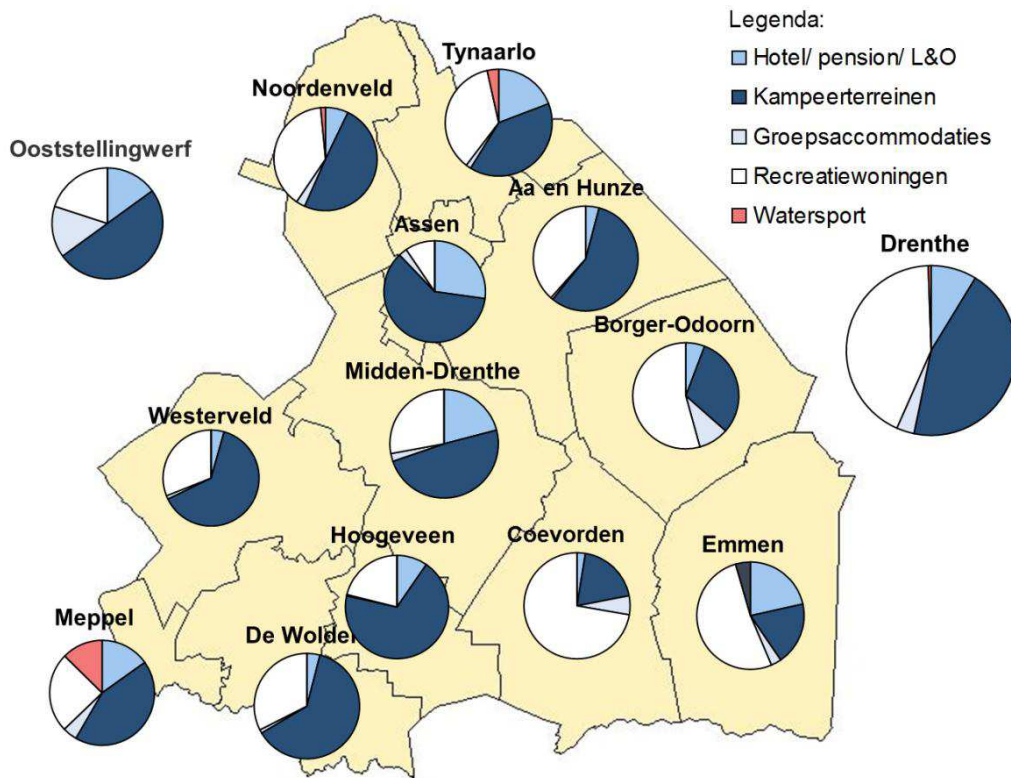 Legenda:
Hotel/ pension/ L&O
Kampeerterreinen
Groepsaccommodaties
Recreatiewoningen
Watersport
Tynaarlo
Noordenveld
Ooststellingwerf
Aa en Hunze
Assen
Drenthe
Borger-Odoorn
Midden-Drenthe
Westerveld
Hoogeveen
Coevorden
Emmen
Meppel
De Wolden